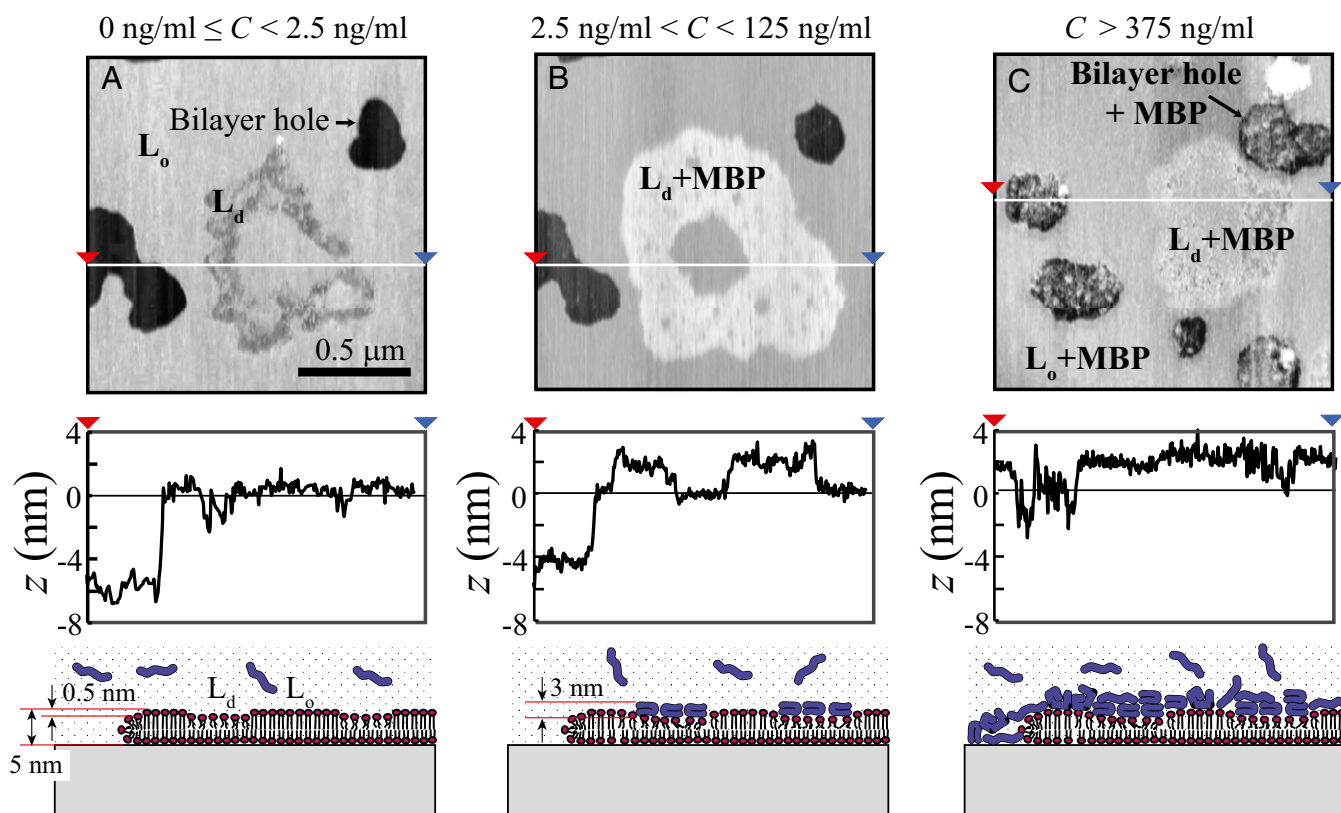 0 ng/ml ≤ C < 2.5 ng/ml
2.5 ng/ml < C < 125 ng/ml
C > 375 ng/ml
A
Bilayer hole
Lo
Ld
0.5 μm
B
Ld+MBP
C
Bilayer hole
+ MBP
Ld+MBP
Lo+MBP
z (nm)
4
0
-4
-8
z (nm)
4
0
-4
-8
z (nm)
4
0
-4
-8
0.5 nm
Ld
Lo
5 nm
3 nm